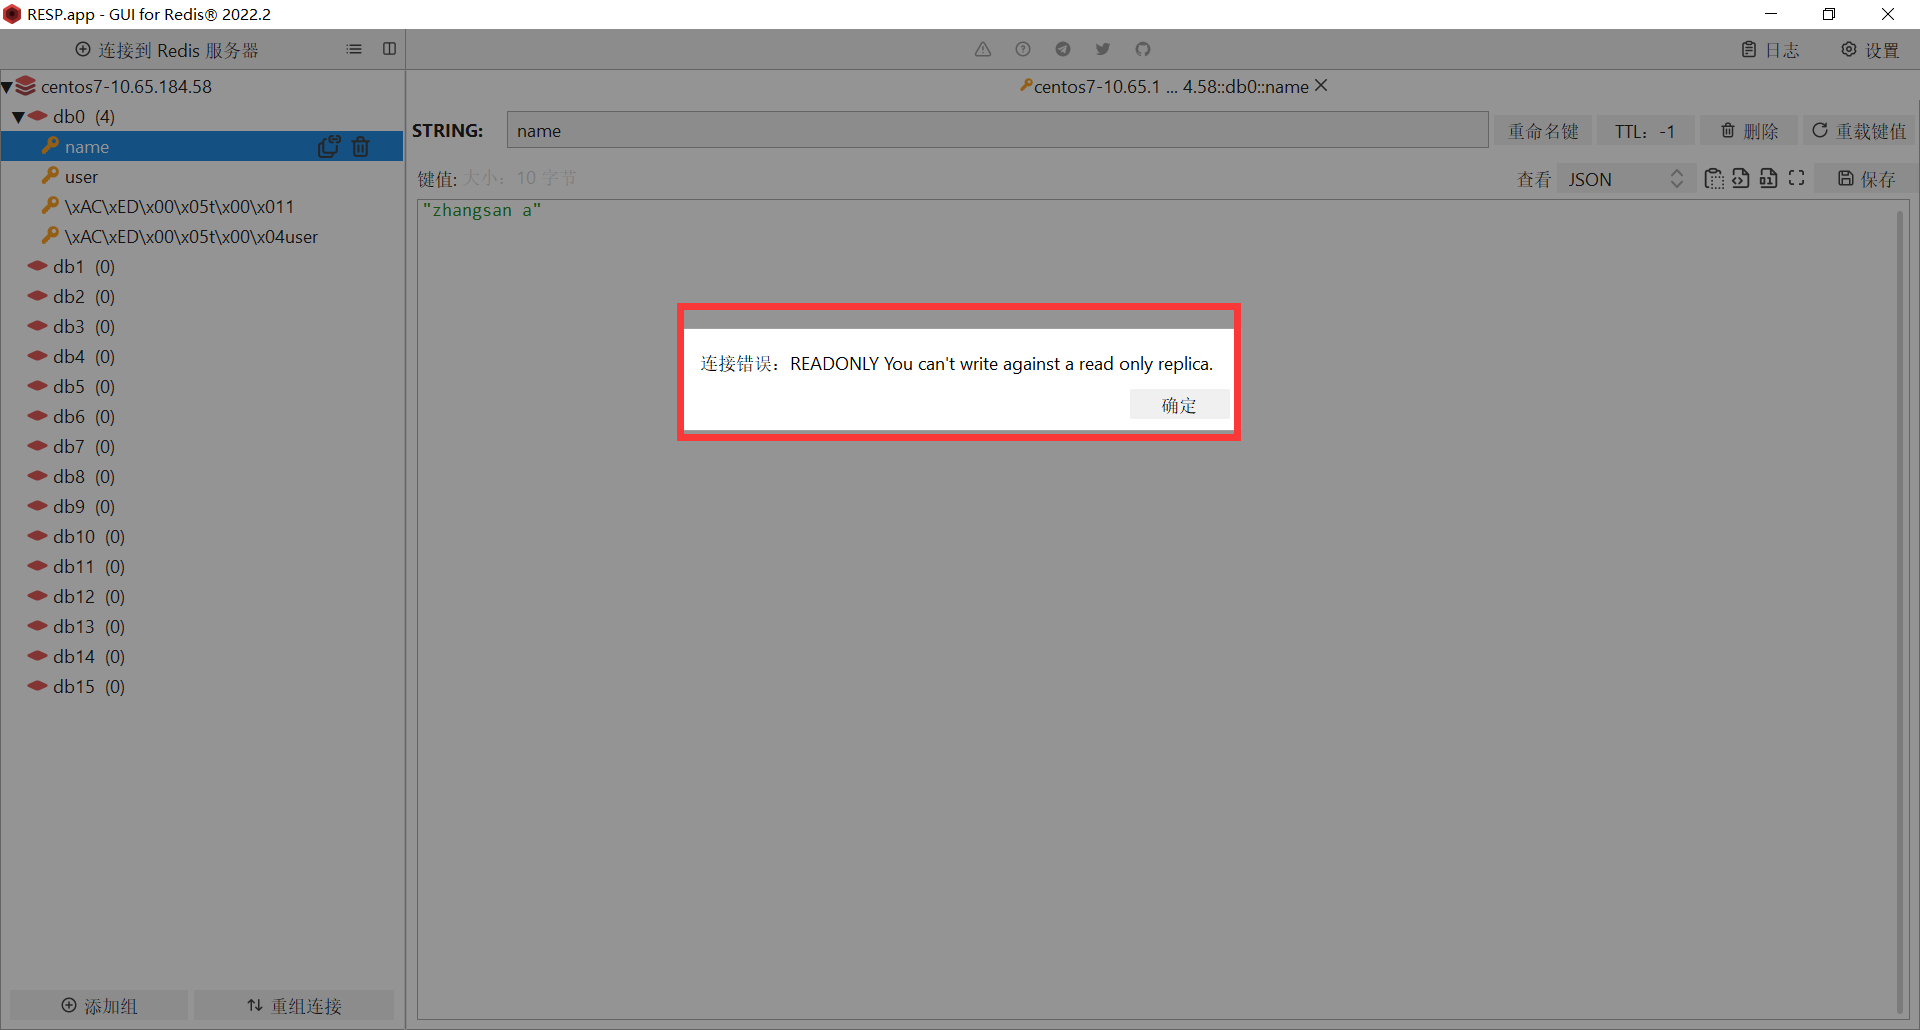 RESP.app - GUI for Redis® 2022.2
连接到 Redis 服务器
日志
设置
centos7-10.65.184.58
db0 (4)
name
user
\xAC\xED\x00\x05t\x00\x011
\xAC\xED\x00\x05t\x00\x04user
db1 (0)
db2 (0)
db3 (0)
db4 (0)
db5 (0)
db6 (0)
db7 (0)
db8 (0)
db9 (0)
db10 (0)
db11 (0)
db12 (0)
db13 (0)
db14 (0)
db15 (0)
添加组
重组连接
centos7-10.65.1 ... 4.58::db0::name
STRING:
name
重命名键
TTL：-1
删除
重载键值
键值: 大小：10 字节
查看
JSON
保存
"zhangsan a"
连接错误：READONLY You can't write against a read only replica.
确定